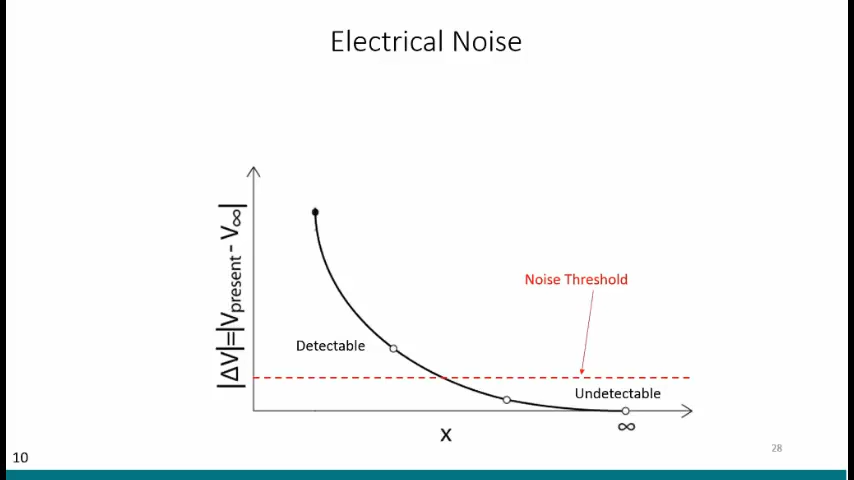 Electrical Noise
|ΔV|=|Vpresent - V∞|
Noise Threshold
Detectable
Undetectable
∞
x
28
10